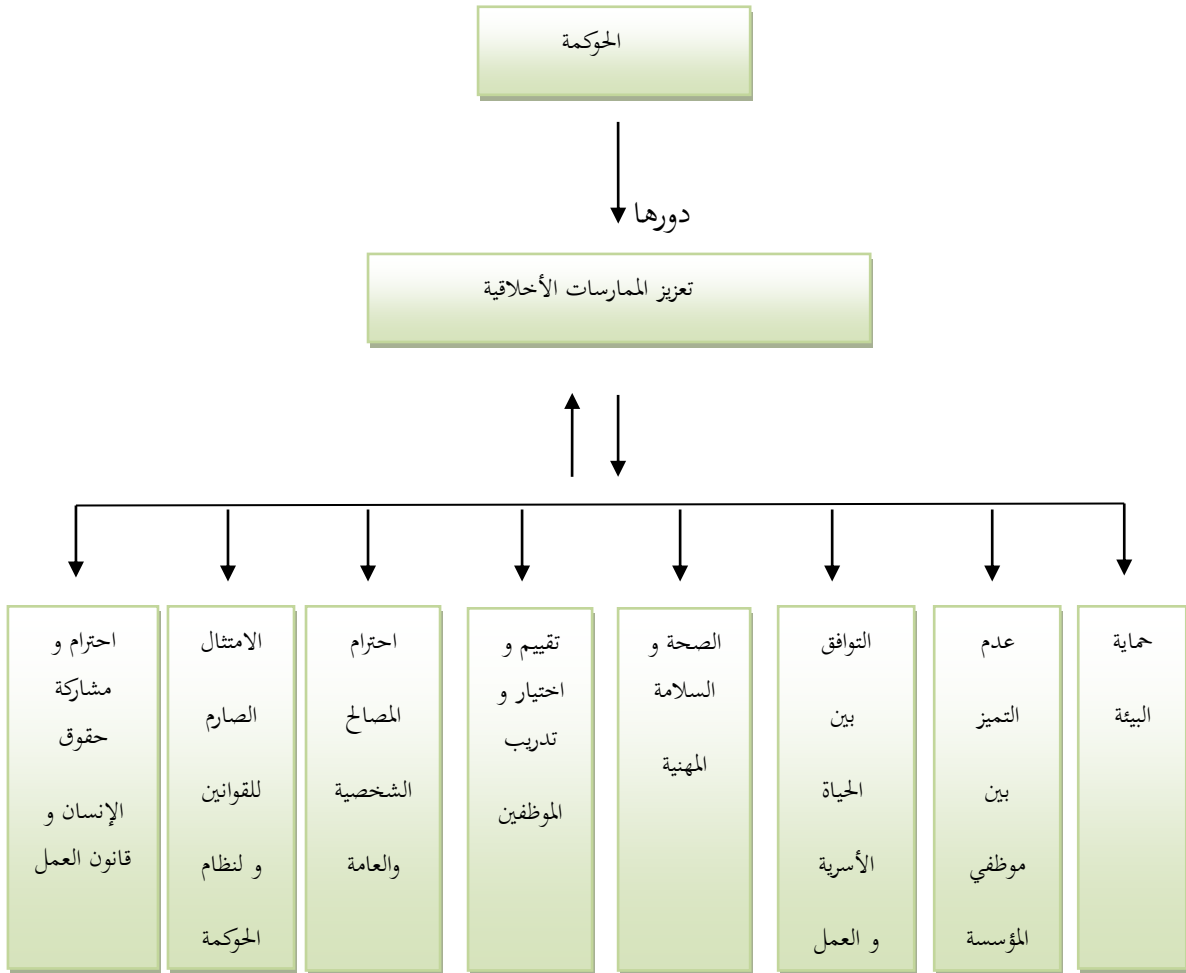 الحوكمة
دورها
تعزيز الممارسات الأخلاقية
حماية
البيئة
عدم
التميز
بين
موظفي
المؤسسة
التوافق
بين
الحياة
الأسرية
و العمل
الصحة و
السلامة
المهنية
تقييم و
اختيار و
تدريب
الموظفين
احترام
المصالح
الشخصية
والعامة
الامتثال
الصارم
للقوانين
و لنظام
الحوكمة
احترام و
مشاركة
حقوق
الإنسان و
قانون العمل